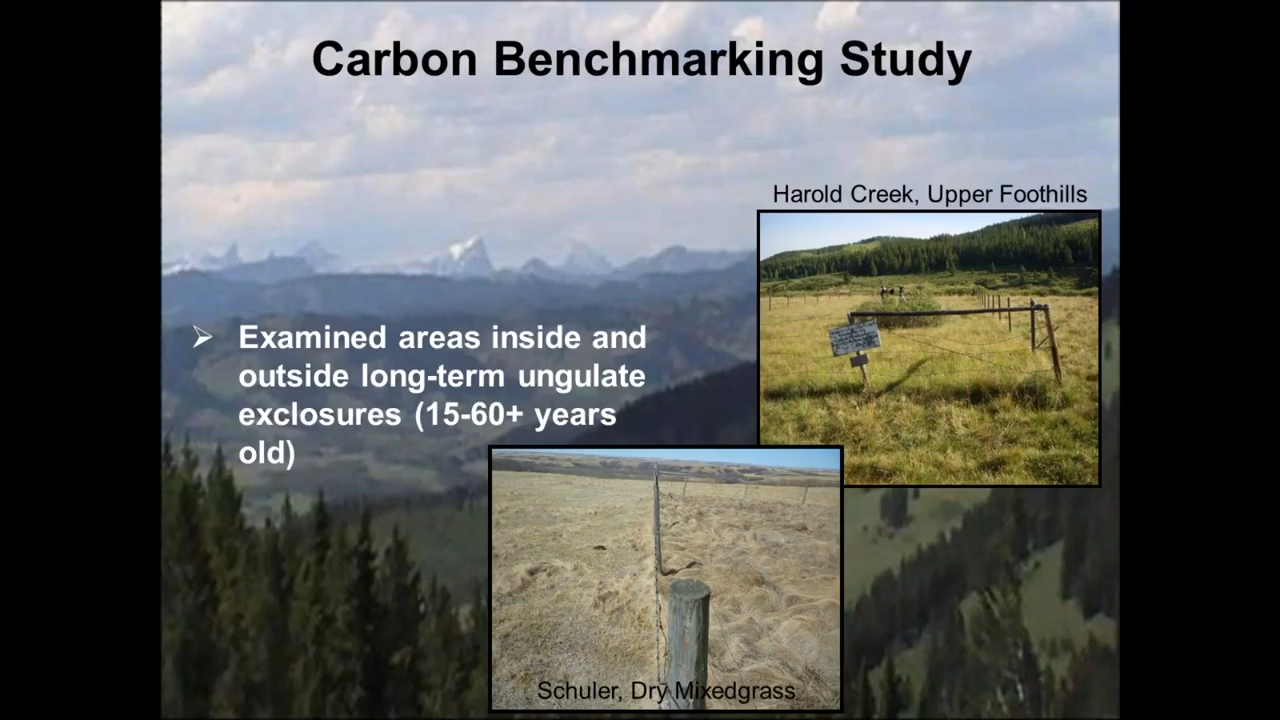 Carbon Benchmarking Study
Harold Creek, Upper Foothills
Examined areas inside and
outside long-term ungulate
exclosures (15-60+ years
old)
Schuler, Dry Mixedgrass